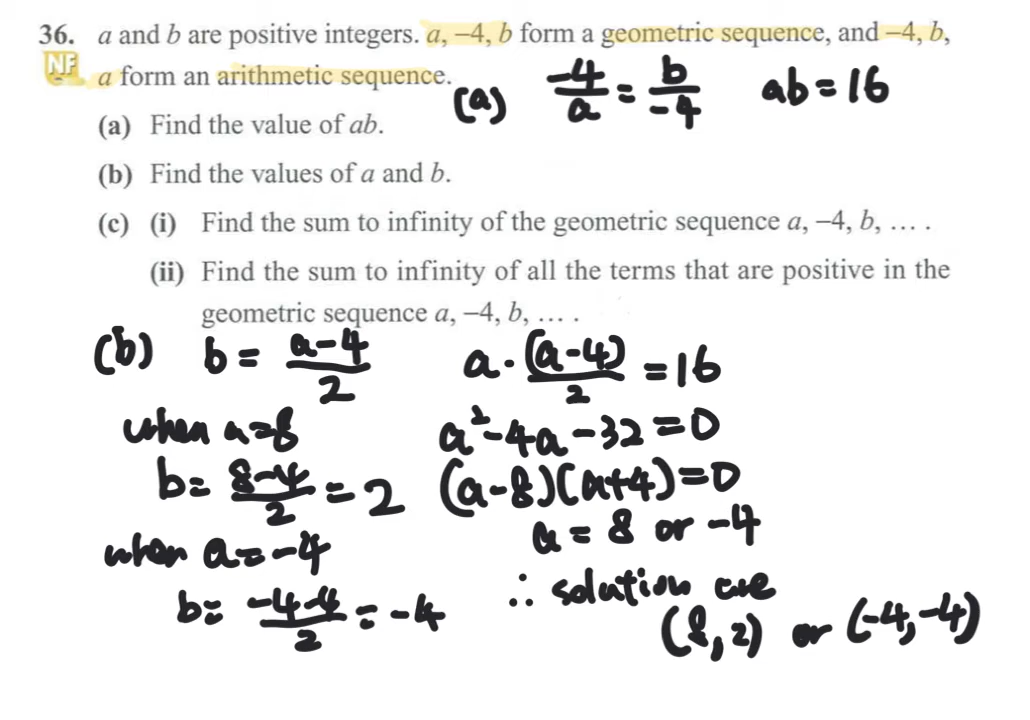 36. a and b are positive integers. a, −4, b form a geometric sequence, and −4, b,
NF a form an arithmetic sequence.
(a) -4/a = b/-4 ab = 16
(a) Find the value of ab.
(b) Find the values of a and b.
(c) (i) Find the sum to infinity of the geometric sequence a, −4, b, … .
(ii) Find the sum to infinity of all the terms that are positive in the
geometric sequence a, −4, b, … .
(b) b = a-4/2 a·(a-4)/2 = 16
when a=8 a²-4a-32=0
b= 8-4/2 = 2 (a-8)(a+4)=0
when a=-4 a = 8 or -4
b= -4-4/2 = -4 ∴ solution are
(8,2) or (-4,-4)